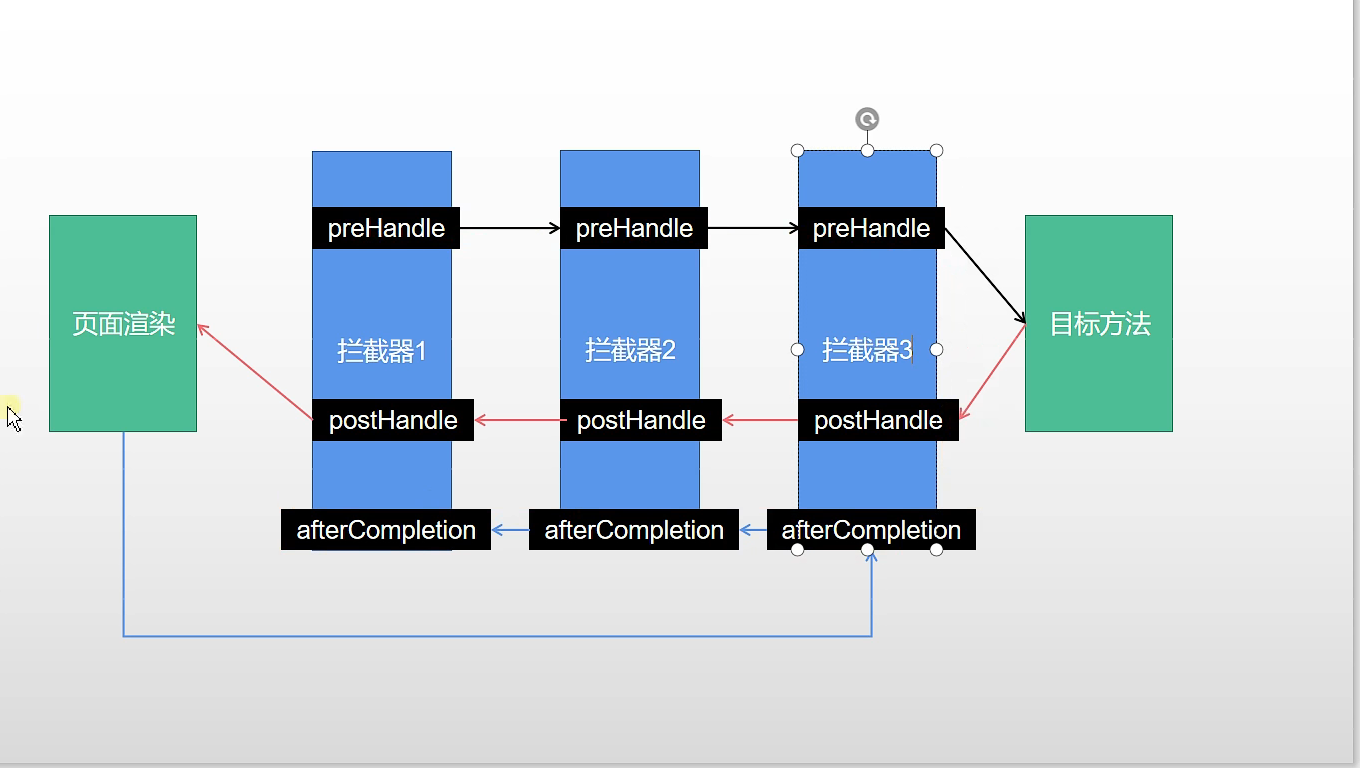 preHandle
preHandle
preHandle
页面渲染
拦截器1
拦截器2
拦截器3
目标方法
postHandle
postHandle
postHandle
afterCompletion
afterCompletion
afterCompletion